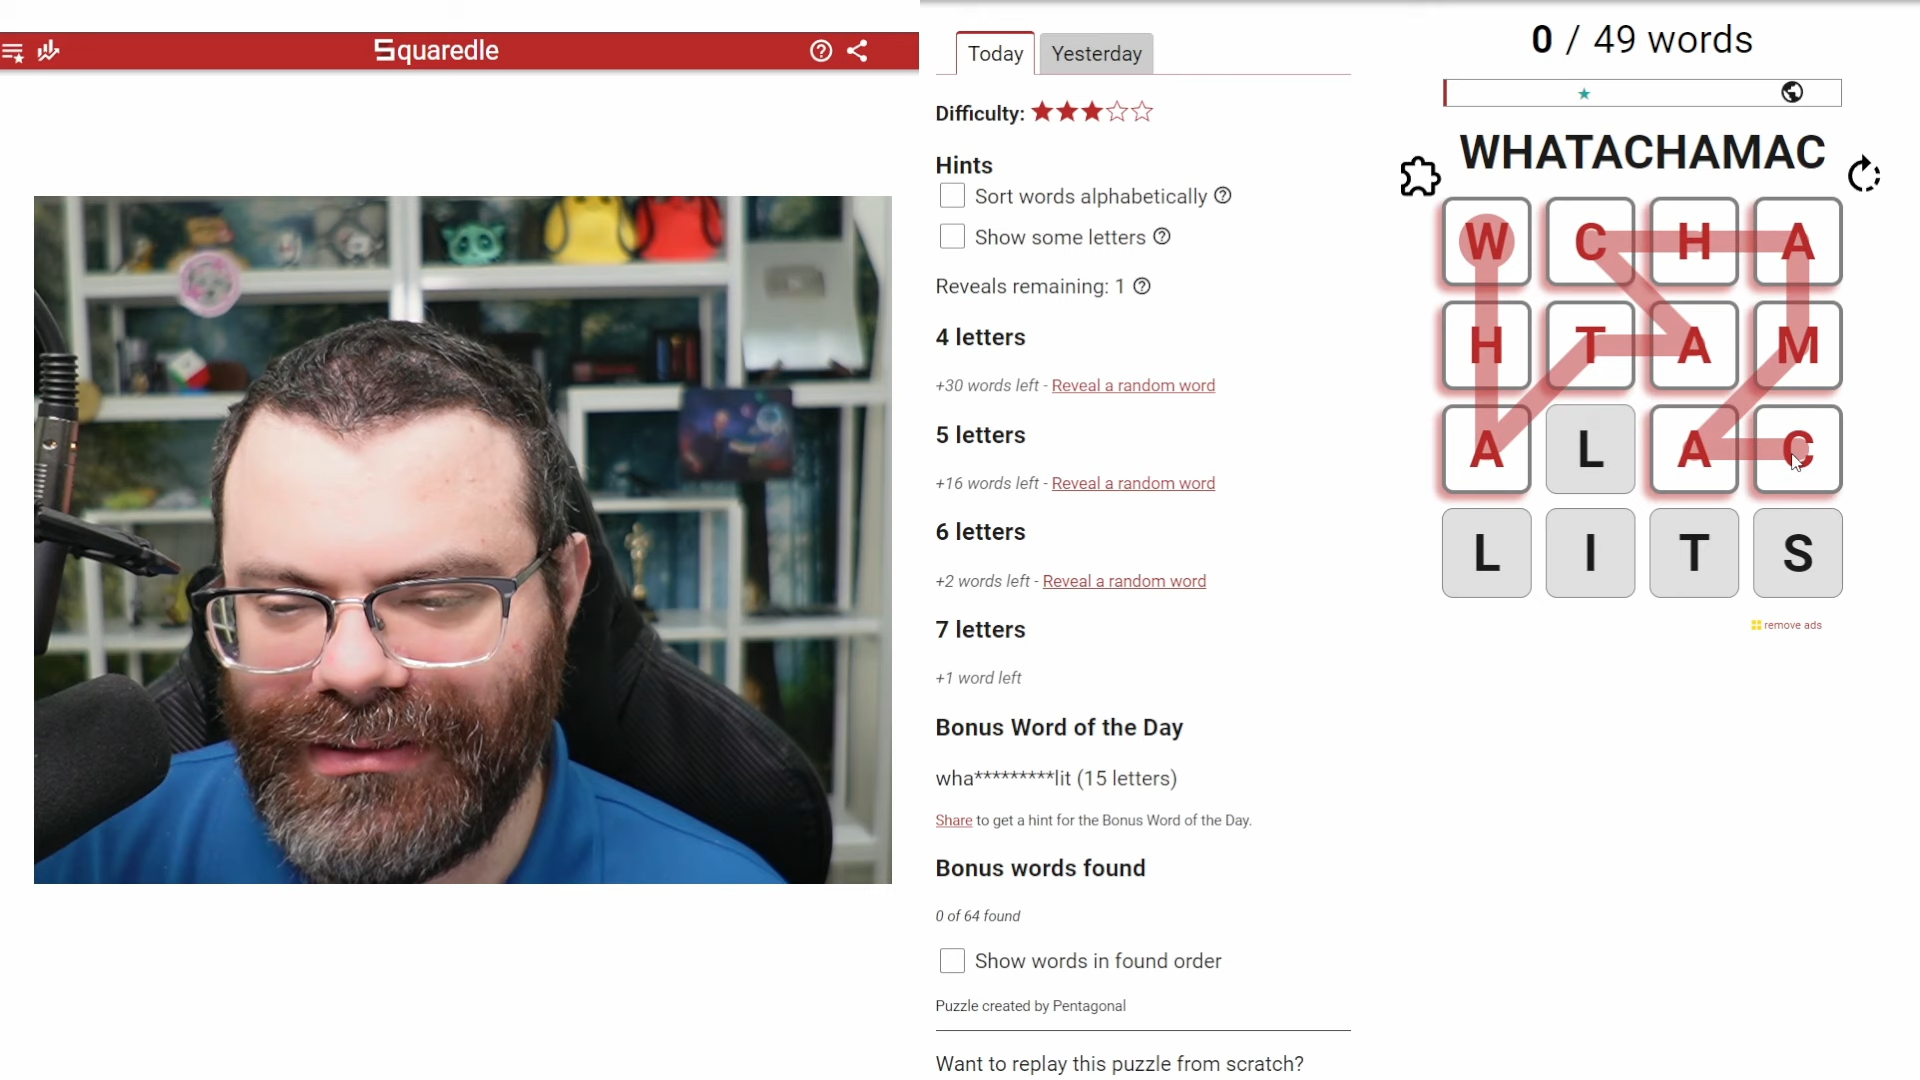 Squaredle
Today Yesterday
Difficulty:
Hints
Sort words alphabetically
Show some letters
Reveals remaining: 1
4 letters
+30 words left - Reveal a random word
5 letters
+16 words left - Reveal a random word
6 letters
+2 words left - Reveal a random word
7 letters
+1 word left
Bonus Word of the Day
wha*********lit (15 letters)
Share to get a hint for the Bonus Word of the Day.
Bonus words found
0 of 64 found
Show words in found order
Puzzle created by Pentagonal
Want to replay this puzzle from scratch?
0 / 49 words
WHATACHAMAC
W C H A
H T A M
A L A C
L I T S
remove ads